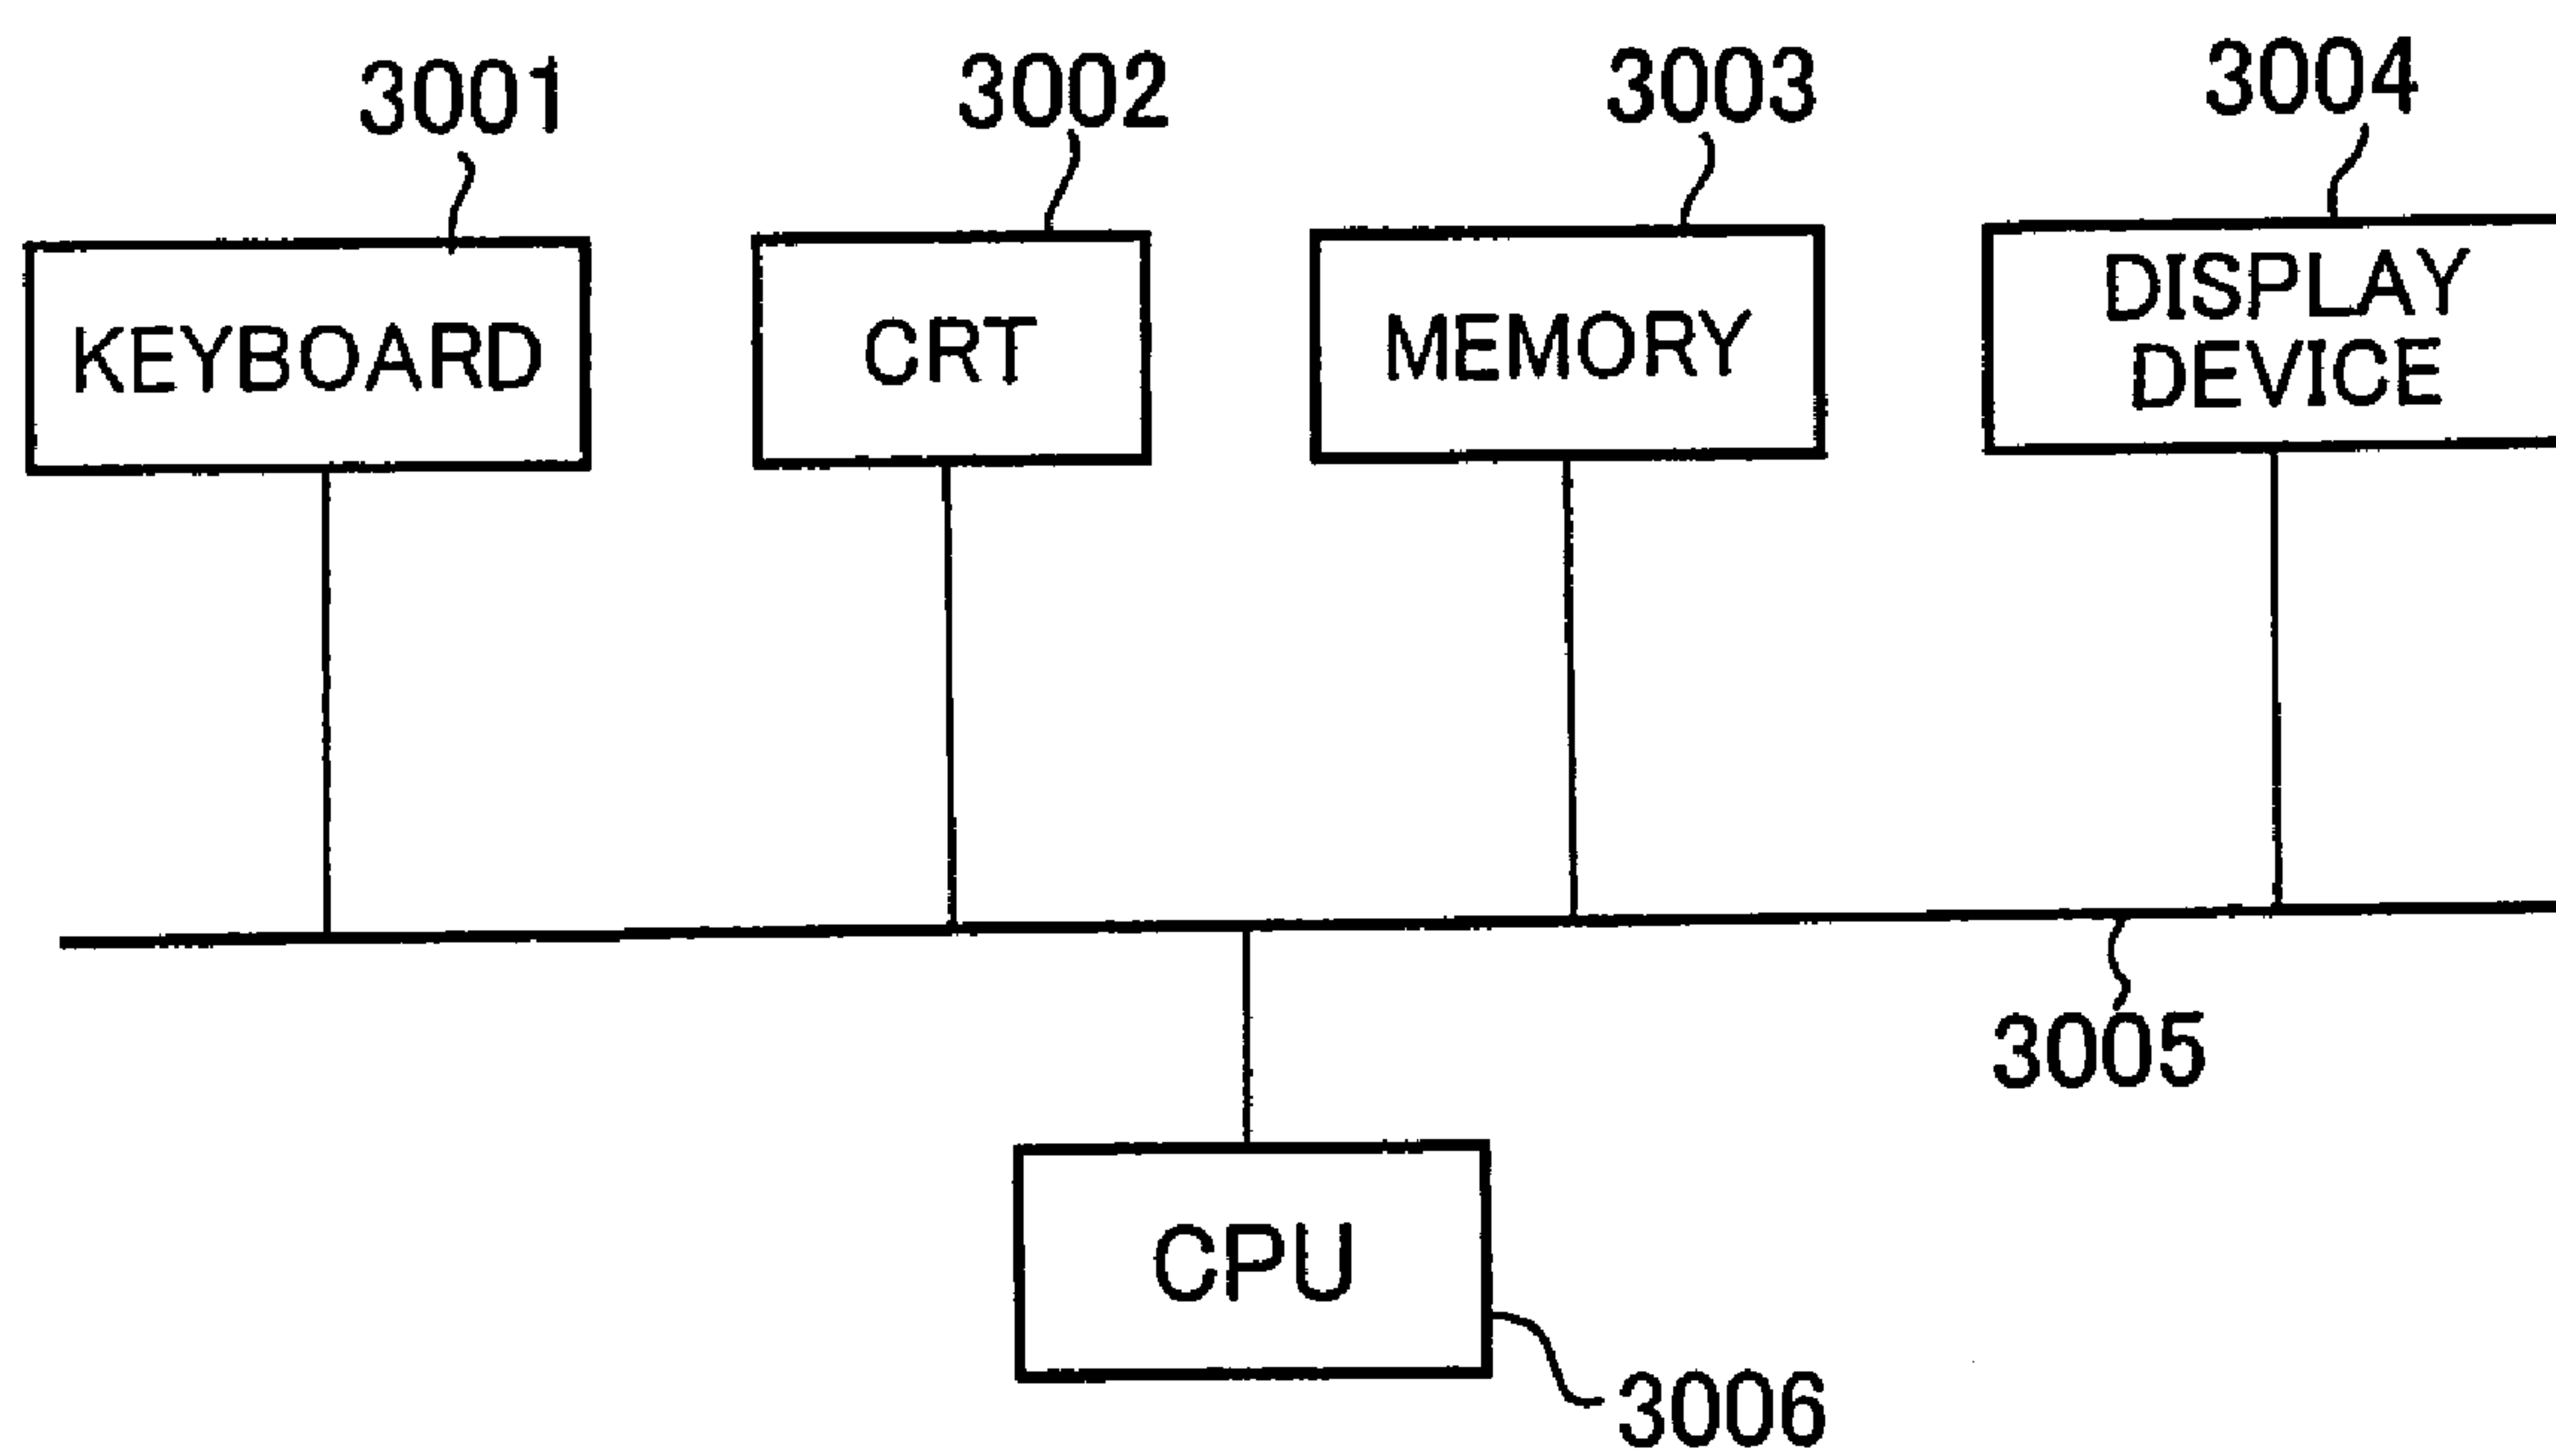 3001
3002
3003
3004
KEYBOARD
CRT
MEMORY
DISPLAY
DEVICE
3005
CPU
3006